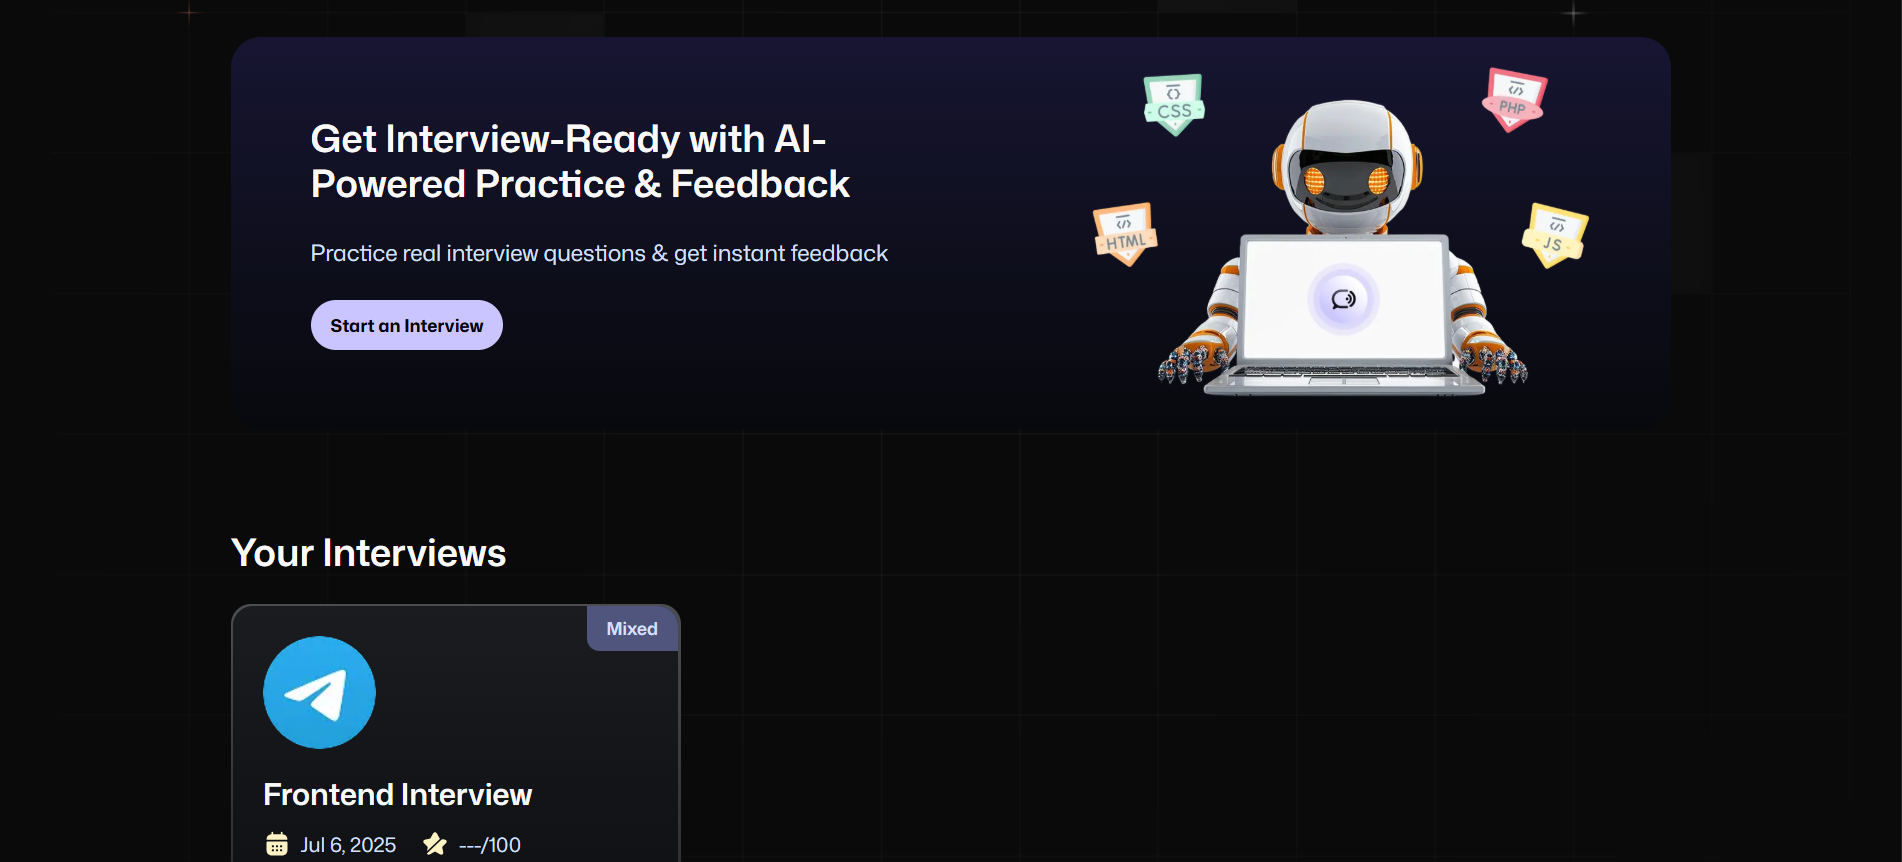 Get Interview-Ready with AI-
Powered Practice & Feedback
Practice real interview questions & get instant feedback
Start an Interview
CSS
PHP
HTML
JS
Your Interviews
Mixed
Frontend Interview
Jul 6, 2025 ---/100